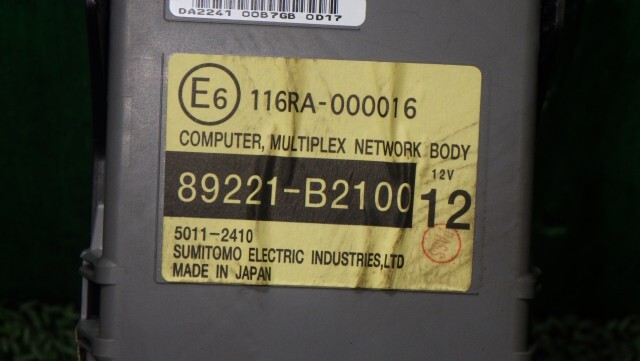 DA2241 00B7GB 0D17
E6 116RA-000016
COMPUTER, MULTIPLEX NETWORK BODY
12V
89221-B2100 12
5011-2410
SUMITOMO ELECTRIC INDUSTRIES,LTD
MADE IN JAPAN